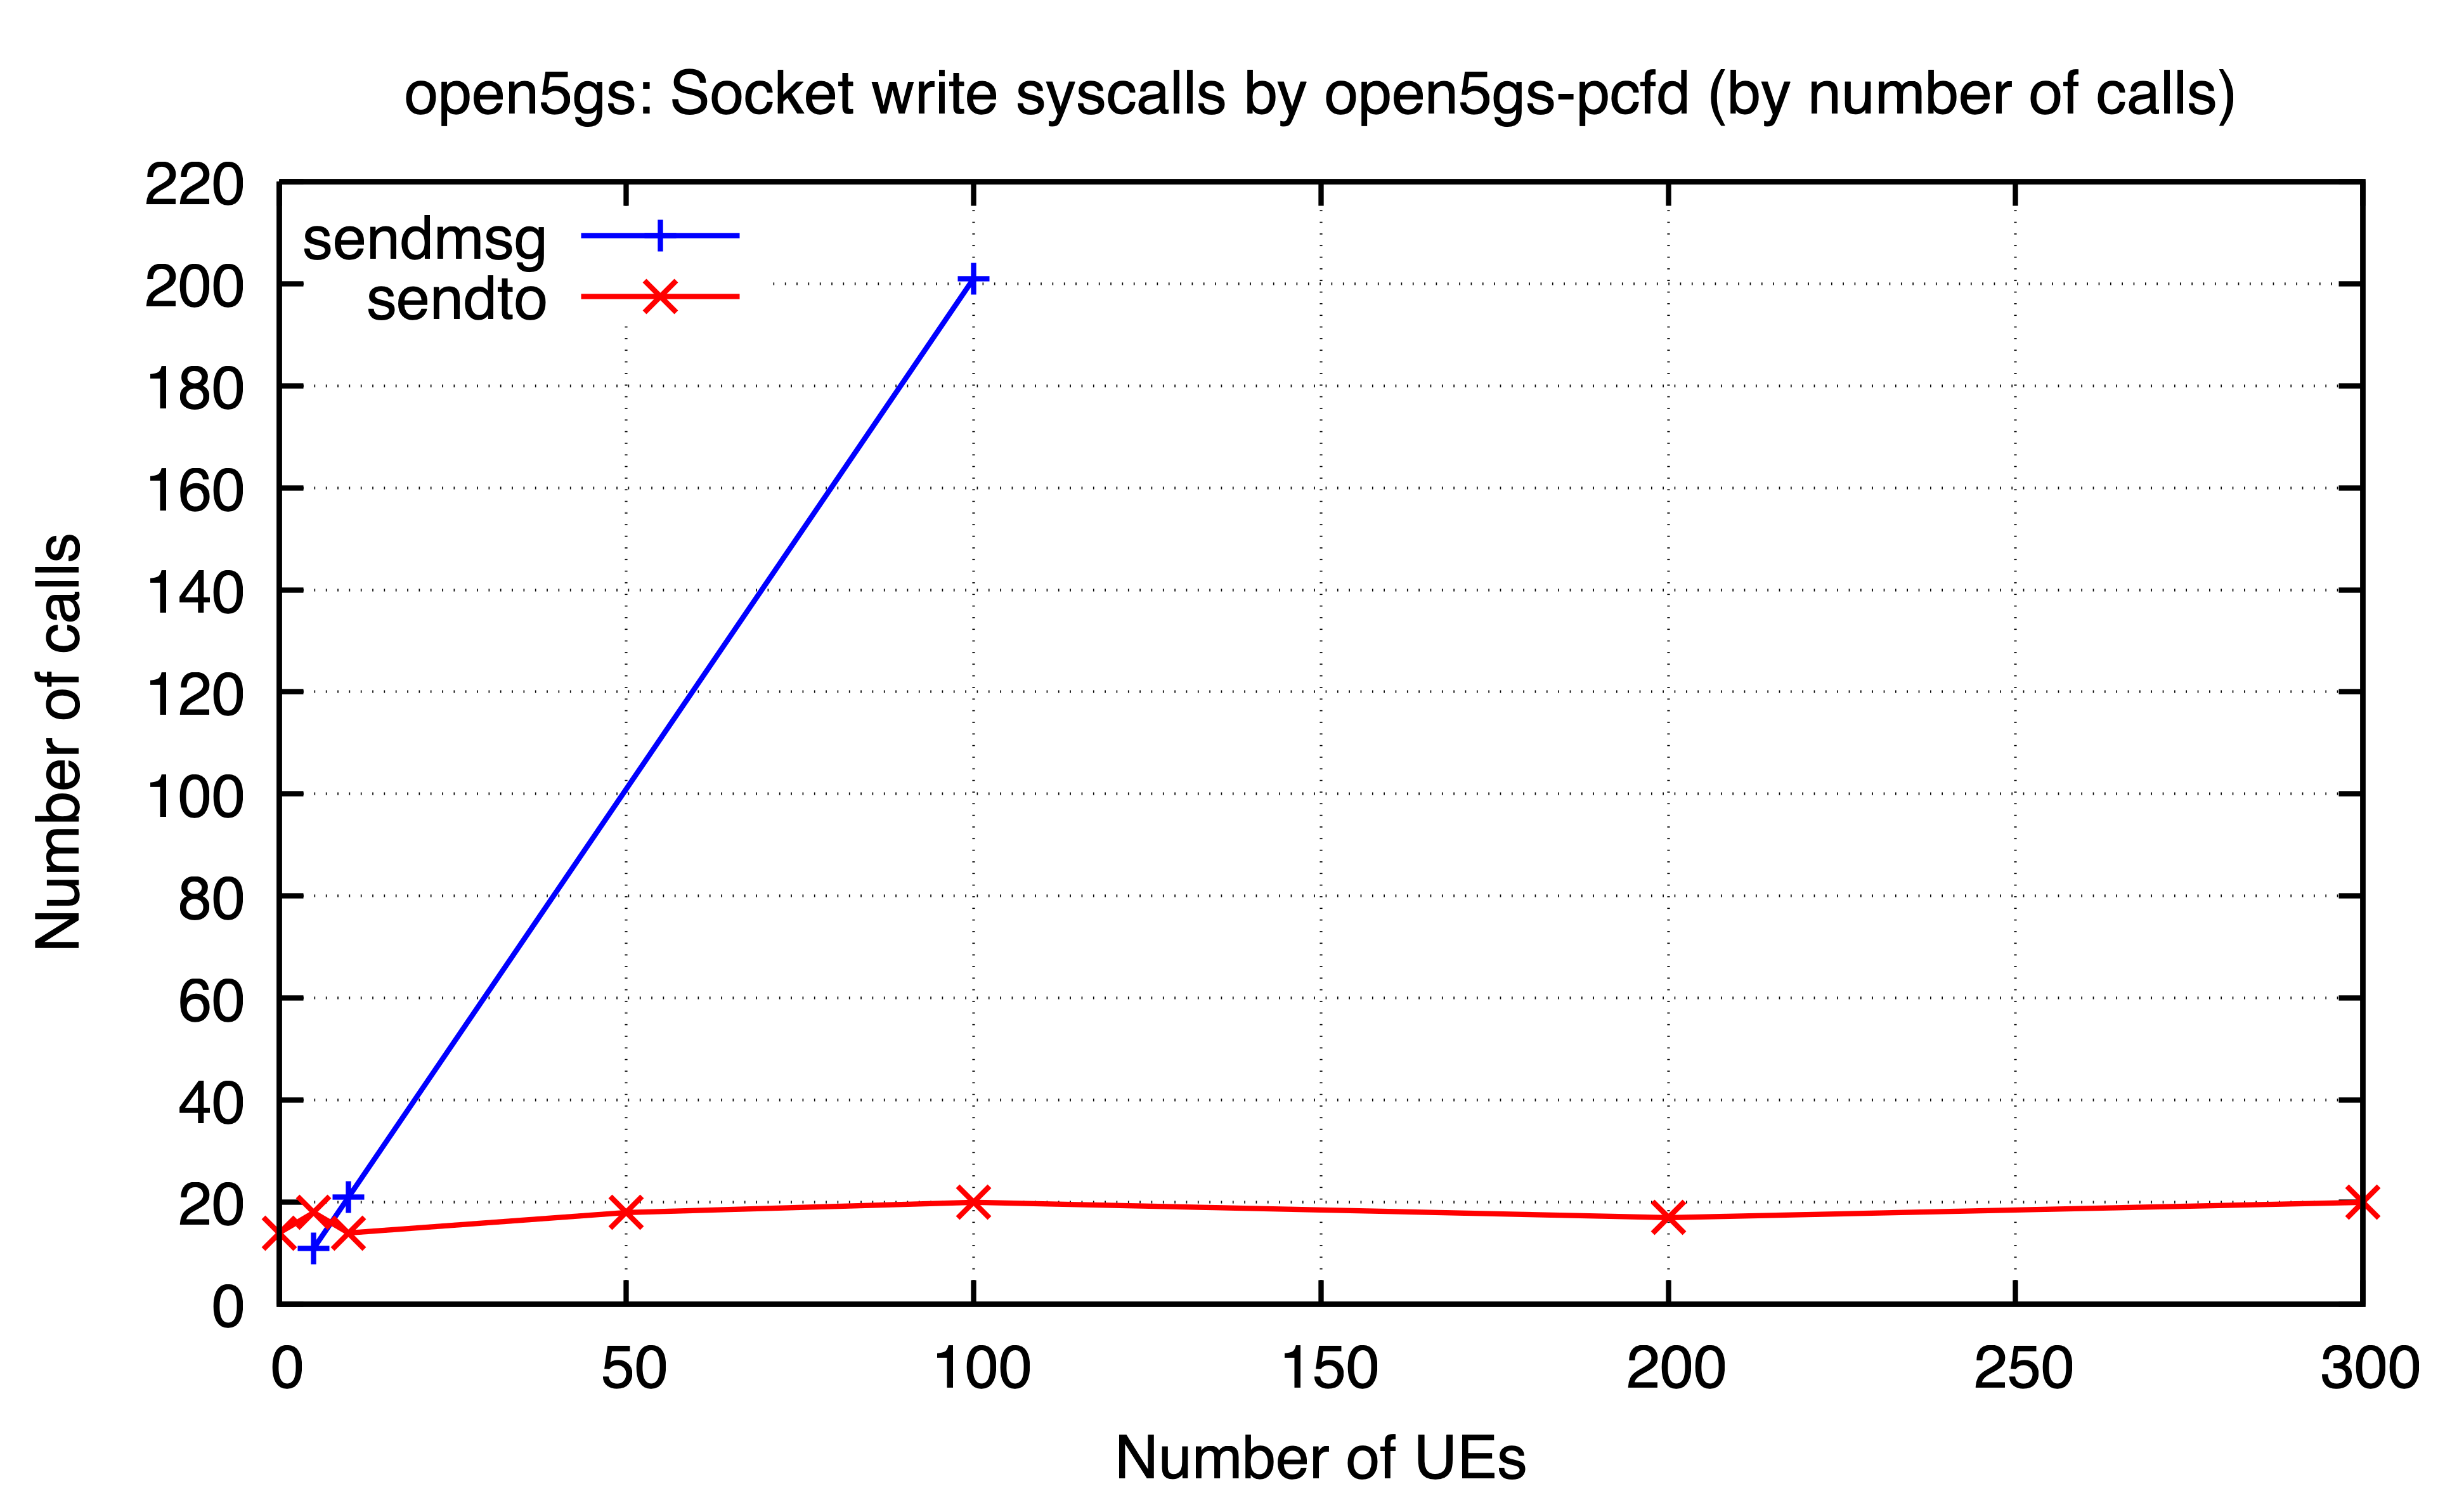 open5gs: Socket write syscalls by open5gs-pcfd (by number of calls)
220
200
180
160
140
120
100
80
60
40
20
0
sendmsg
sendto
Number of calls
0 50 100 150 200 250 300
Number of UEs